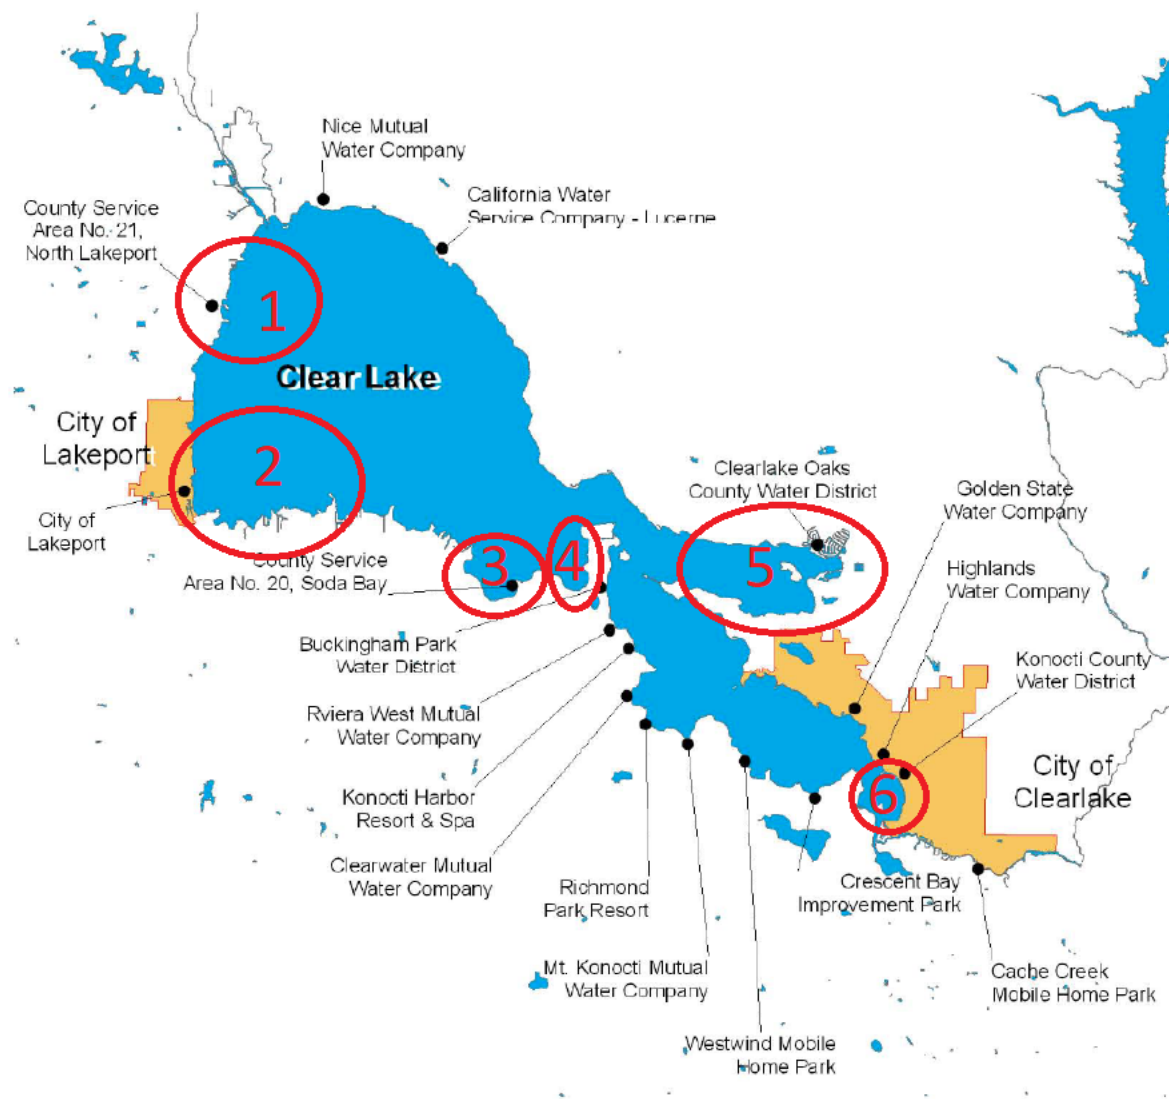 Nice Mutual
Water Company
California Water
Service Company - Lucerne
County Service
Area No. 21,
North Lakeport
1
Clear Lake
City of
Lakeport
2
City of
Lakeport
County Service
Area No. 20, Soda Bay
3
4
5
Clearlake Oaks
County Water District
Golden State
Water Company
Highlands
Water Company
Konocti County
Water District
Buckingham Park
Water District
Rviera West Mutual
Water Company
Konocti Harbor
Resort & Spa
Clearwater Mutual
Water Company
Richmond
Park Resort
Mt. Konocti Mutual
Water Company
Westwind Mobile
Home Park
6
City of
Clearlake
Crescent Bay
Improvement Park
Cache Creek
Mobile Home Park